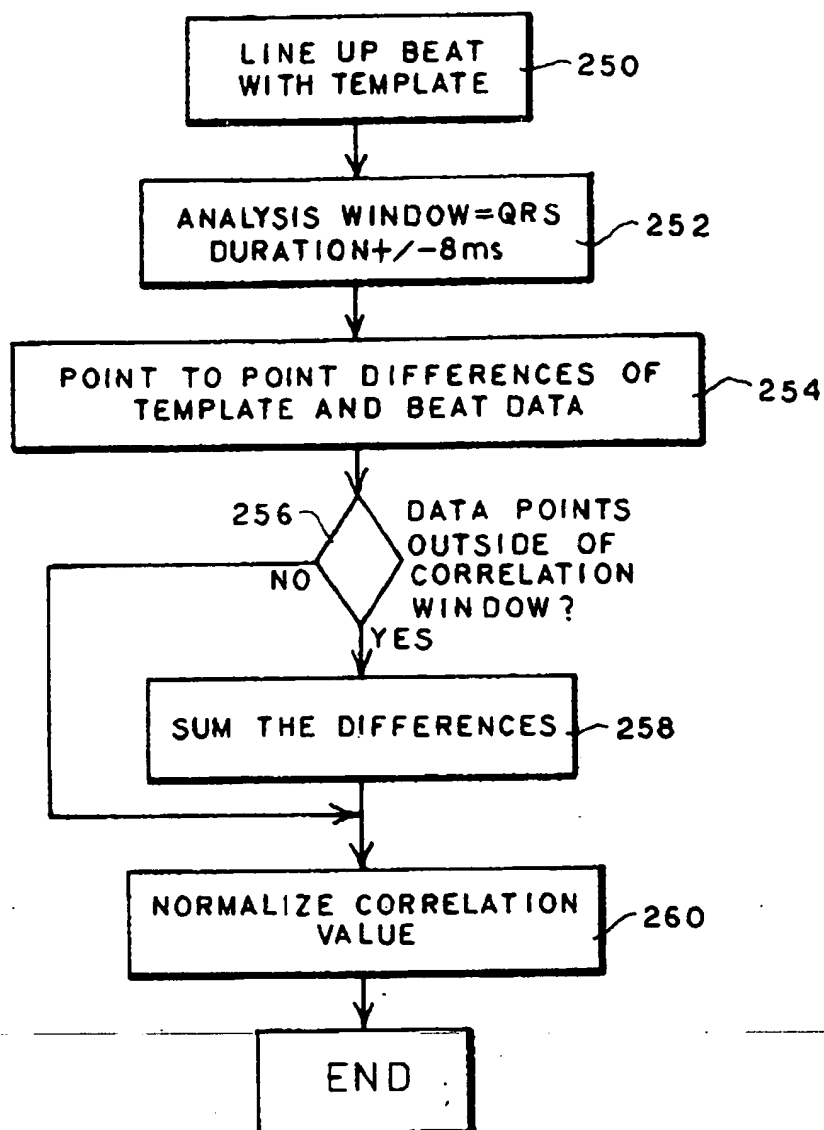 LINE UP BEAT
WITH TEMPLATE
250
ANALYSIS WINDOW=QRS
DURATION+/-8ms
252
POINT TO POINT DIFFERENCES OF
TEMPLATE AND BEAT DATA
254
256
DATA POINTS
OUTSIDE OF
CORRELATION
WINDOW?
NO
YES
SUM THE DIFFERENCES
258
NORMALIZE CORRELATION
VALUE
260
END